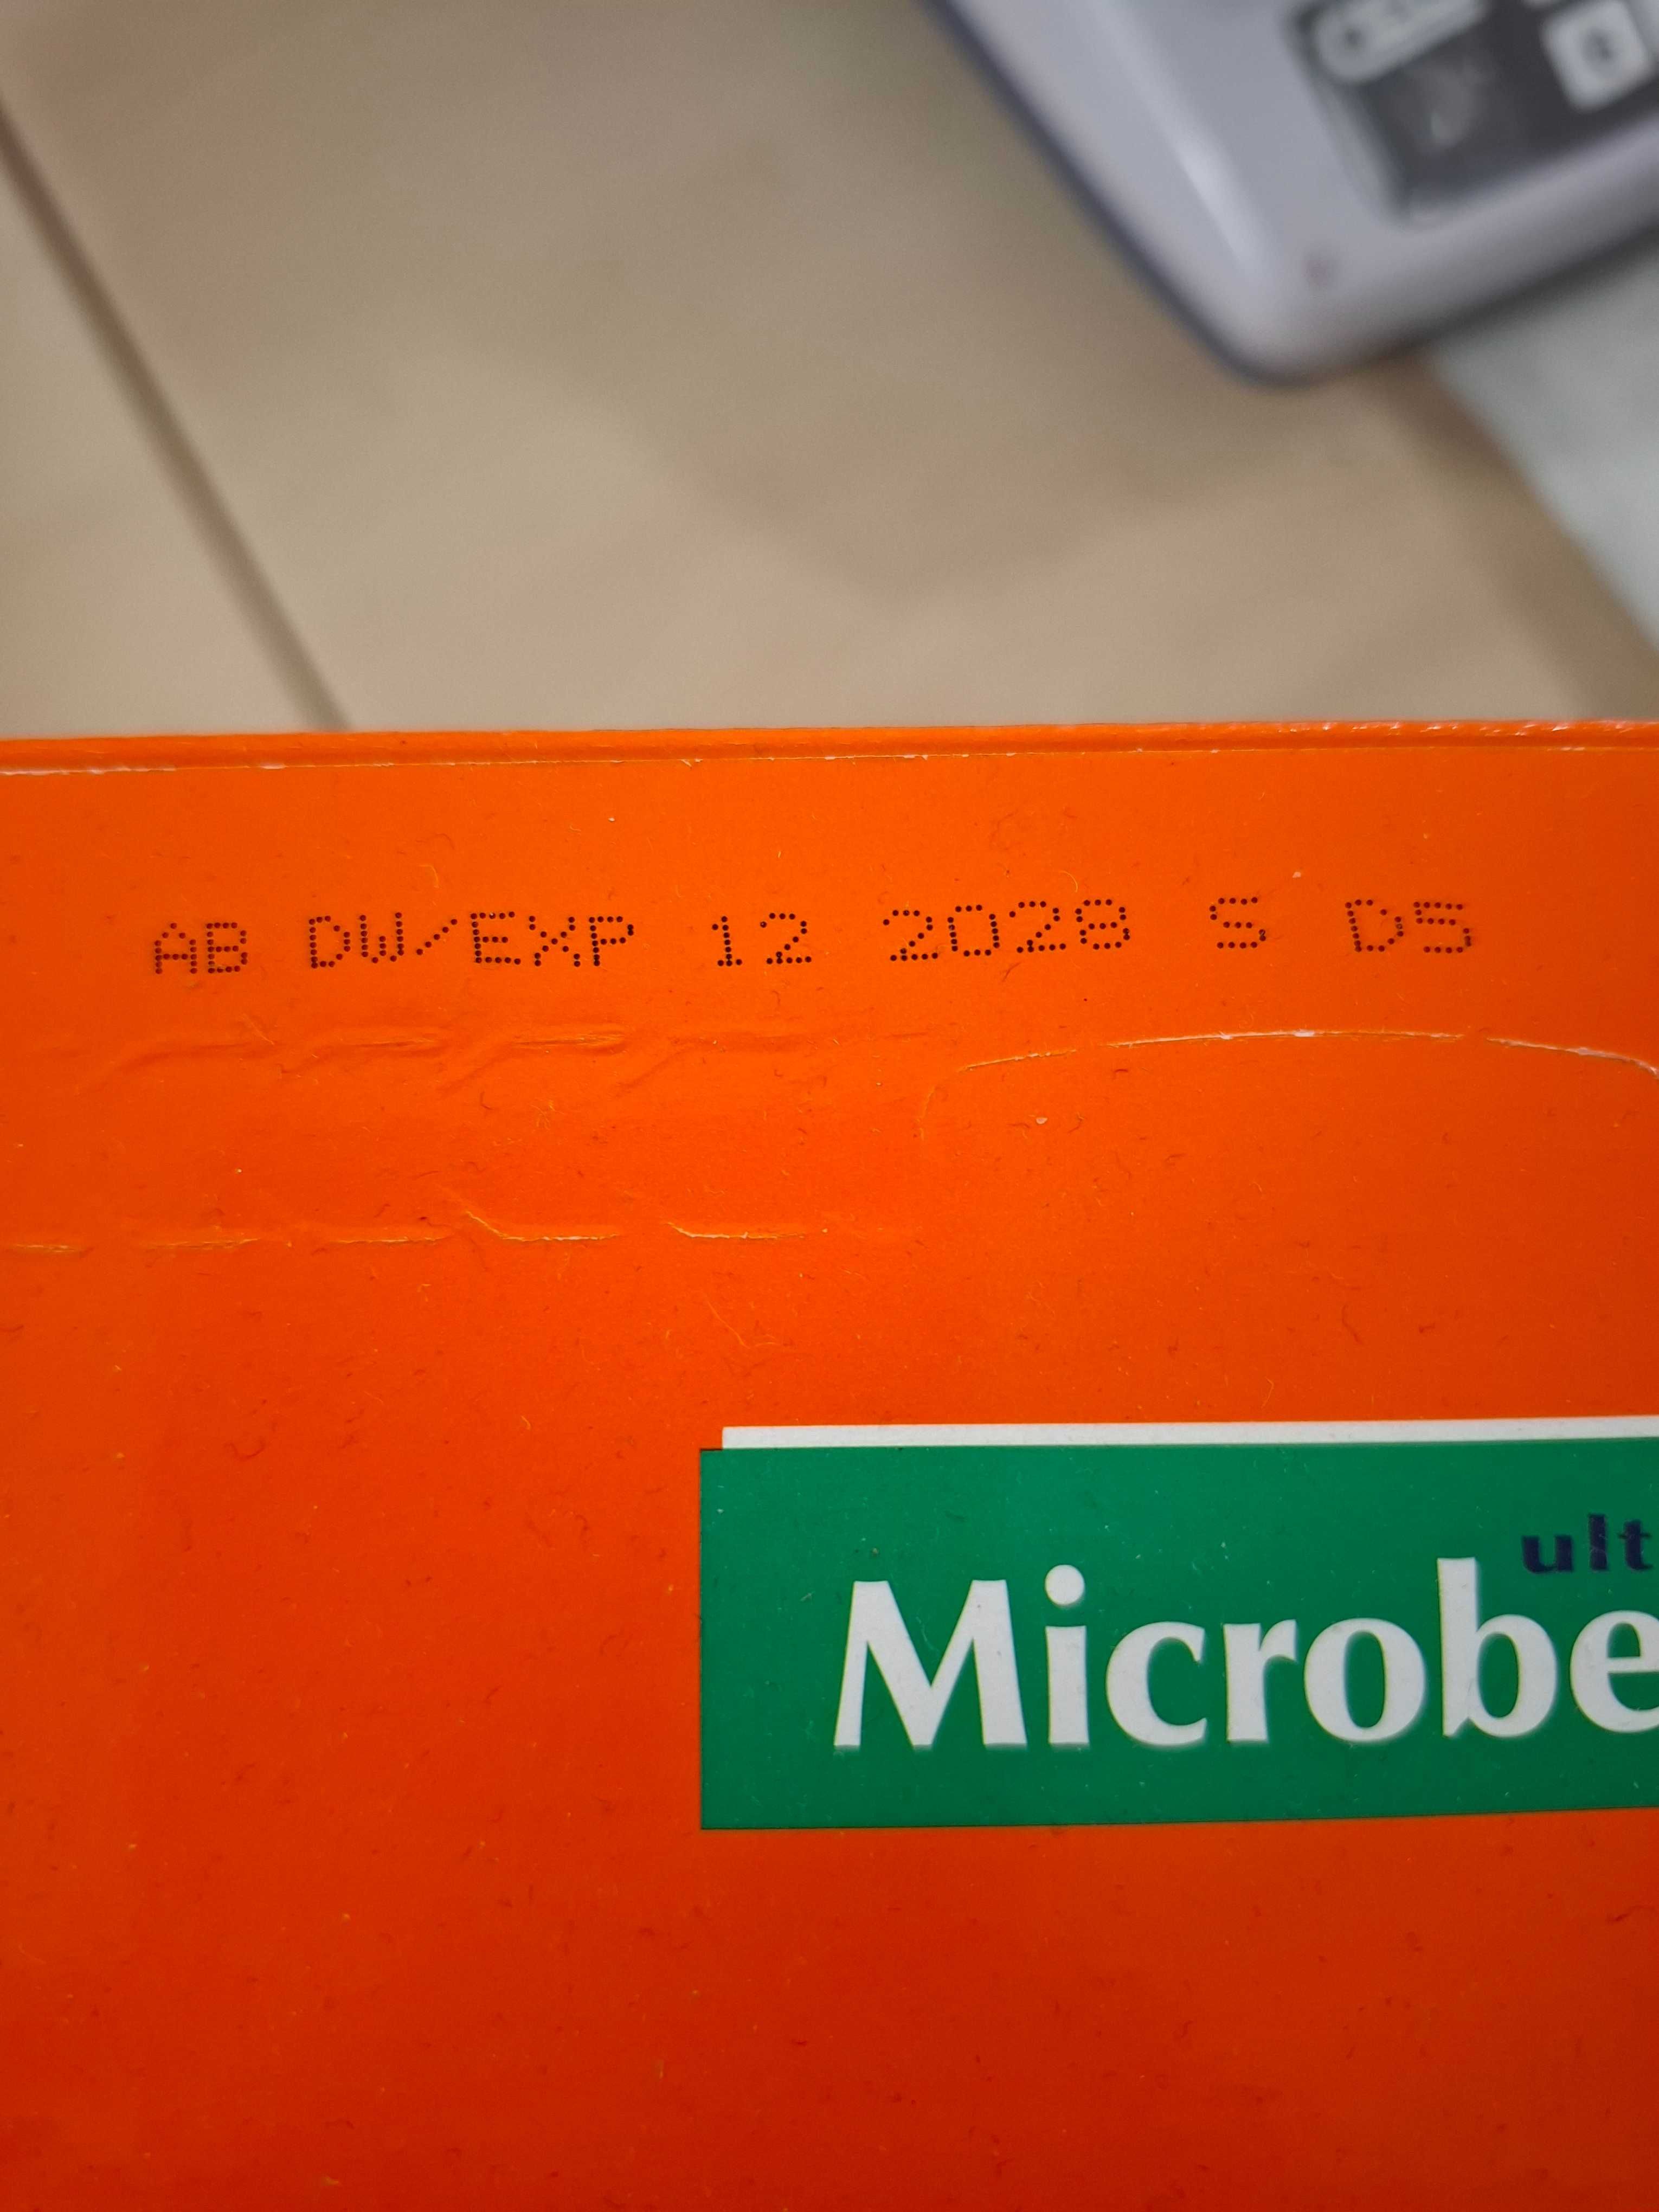 AB DW/EXP 12 2028 S D5
ult
Microbe